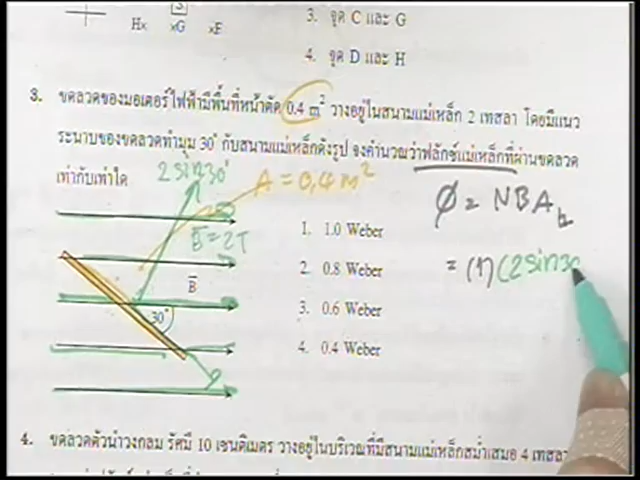 Hx ×G ×E
3. จุด C และ G
4. จุด D และ H
3. ขดลวดของมอเตอร์ไฟฟ้ามีพื้นที่หน้าตัด 0.4 m² วางอยู่ในสนามแม่เหล็ก 2 เทสลา โดยมีแนว
ระนาบของขดลวดทำมุม 30° กับสนามแม่เหล็กดังรูป จงคำนวณว่าฟลักซ์แม่เหล็กที่ผ่านขดลวด
เท่ากับเท่าใด
2 sin30°
A = 0.4 m²
B = 2T
B
30°
1. 1.0 Weber
2. 0.8 Weber
3. 0.6 Weber
4. 0.4 Weber
Ø = NBA
= (1)(2sin30
4. ขดลวดตัวนำวงกลม รัศมี 10 เซนติเมตร วางอยู่ในบริเวณที่มีสนามแม่เหล็กสม่ำเสมอ 4 เทสลา